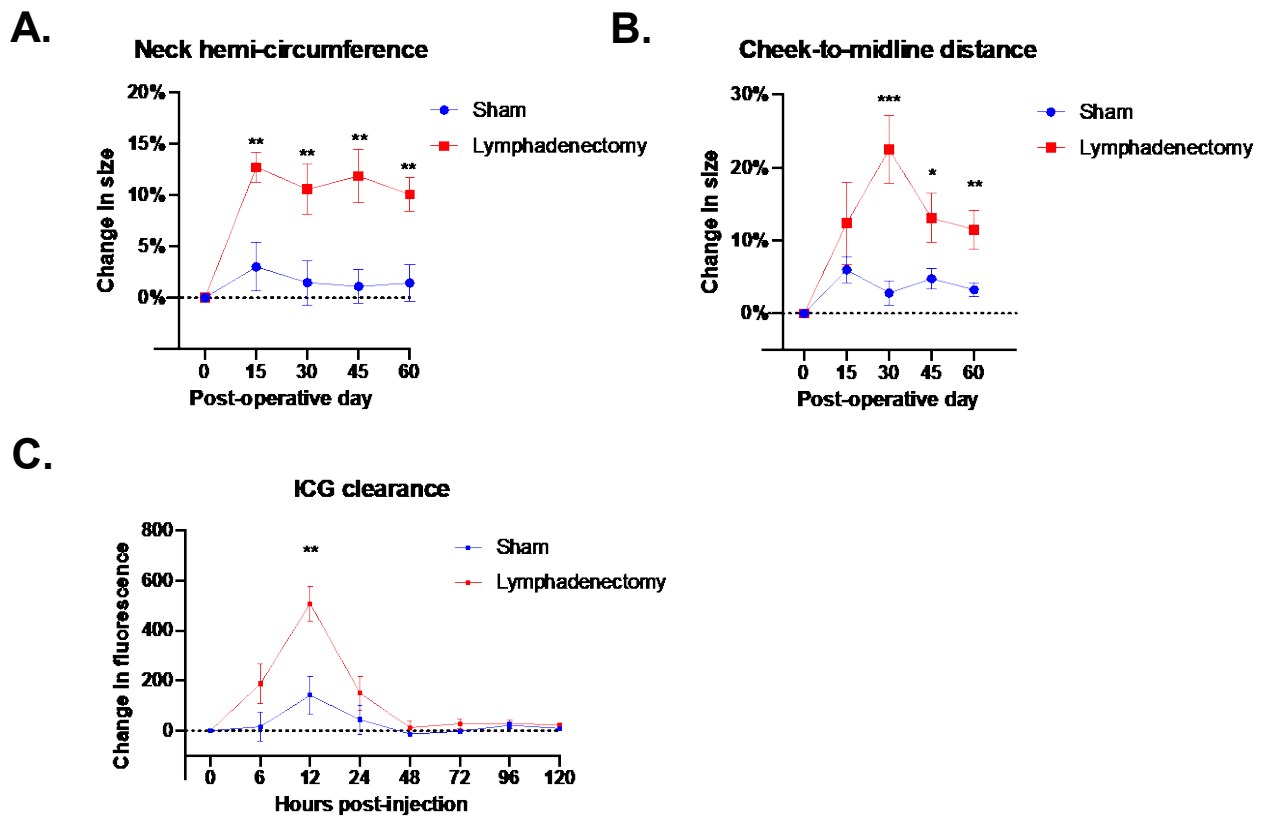 A.
Neck hemi-circumference
20%
15%
10%
5%
0%
Change in size
** ** ** **
0 15 30 45 60
Post-operative day
Sham
Lymphadenectomy
B.
Cheek-to-midline distance
30%
20%
10%
0%
Change in size
*** * **
0 15 30 45 60
Post-operative day
Sham
Lymphadenectomy
C.
ICG clearance
800
600
400
200
0
Change in fluorescence
**
0 6 12 24 48 72 96 120
Hours post-injection
Sham
Lymphadenectomy